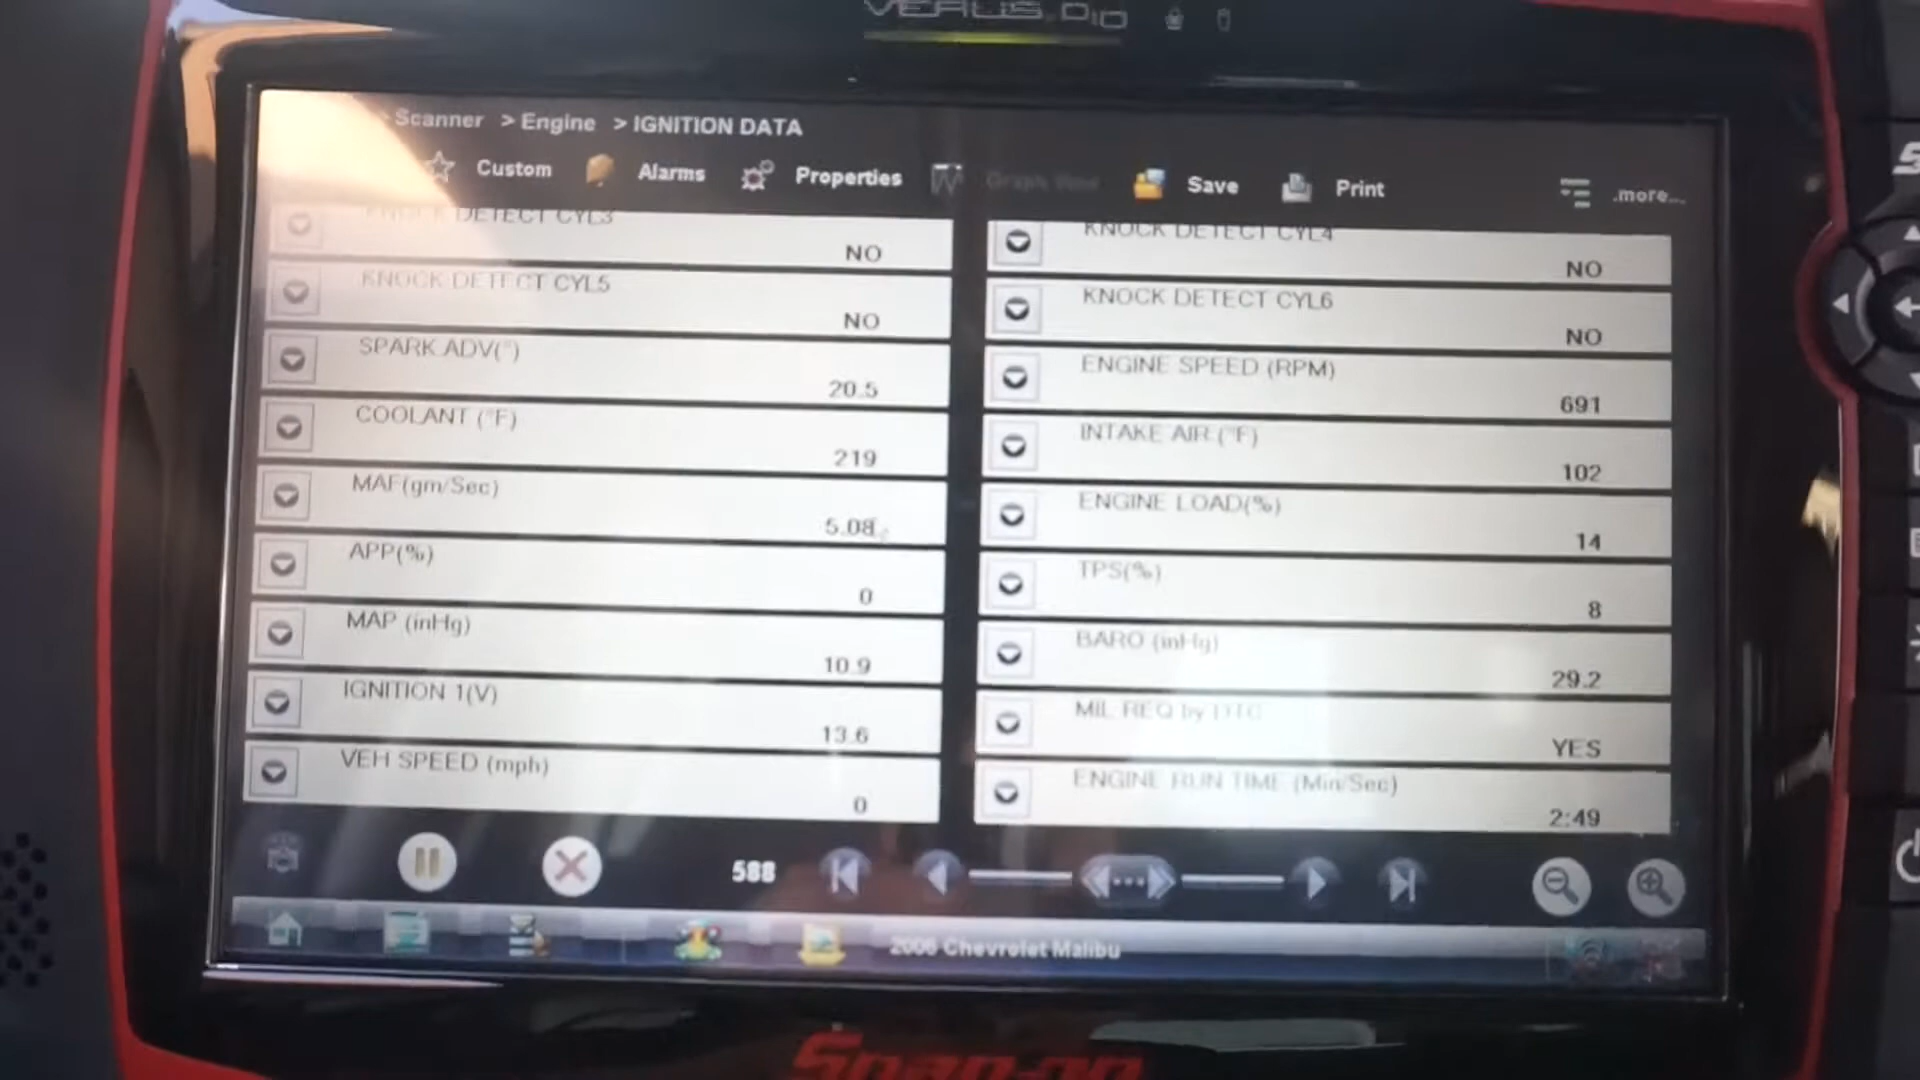 VERUS PRO
Scanner > Engine > IGNITION DATA
Custom Alarms Properties Graph View Save Print .more...
KNOCK DETECT CYL3
NO
KNOCK DETECT CYL4
NO
KNOCK DETECT CYL5
NO
KNOCK DETECT CYL6
NO
SPARK ADV(°)
20.5
ENGINE SPEED (RPM)
691
COOLANT (°F)
219
INTAKE AIR (°F)
102
MAF(gm/Sec)
5.08
ENGINE LOAD(%)
14
APP(%)
0
TPS(%)
8
MAP (inHg)
10.9
BARO (inHg)
29.2
IGNITION 1(V)
13.6
MIL REQ by DTC
YES
VEH SPEED (mph)
0
ENGINE RUN TIME (Min/Sec)
2:49
588
2006 Chevrolet Malibu
Snap-on